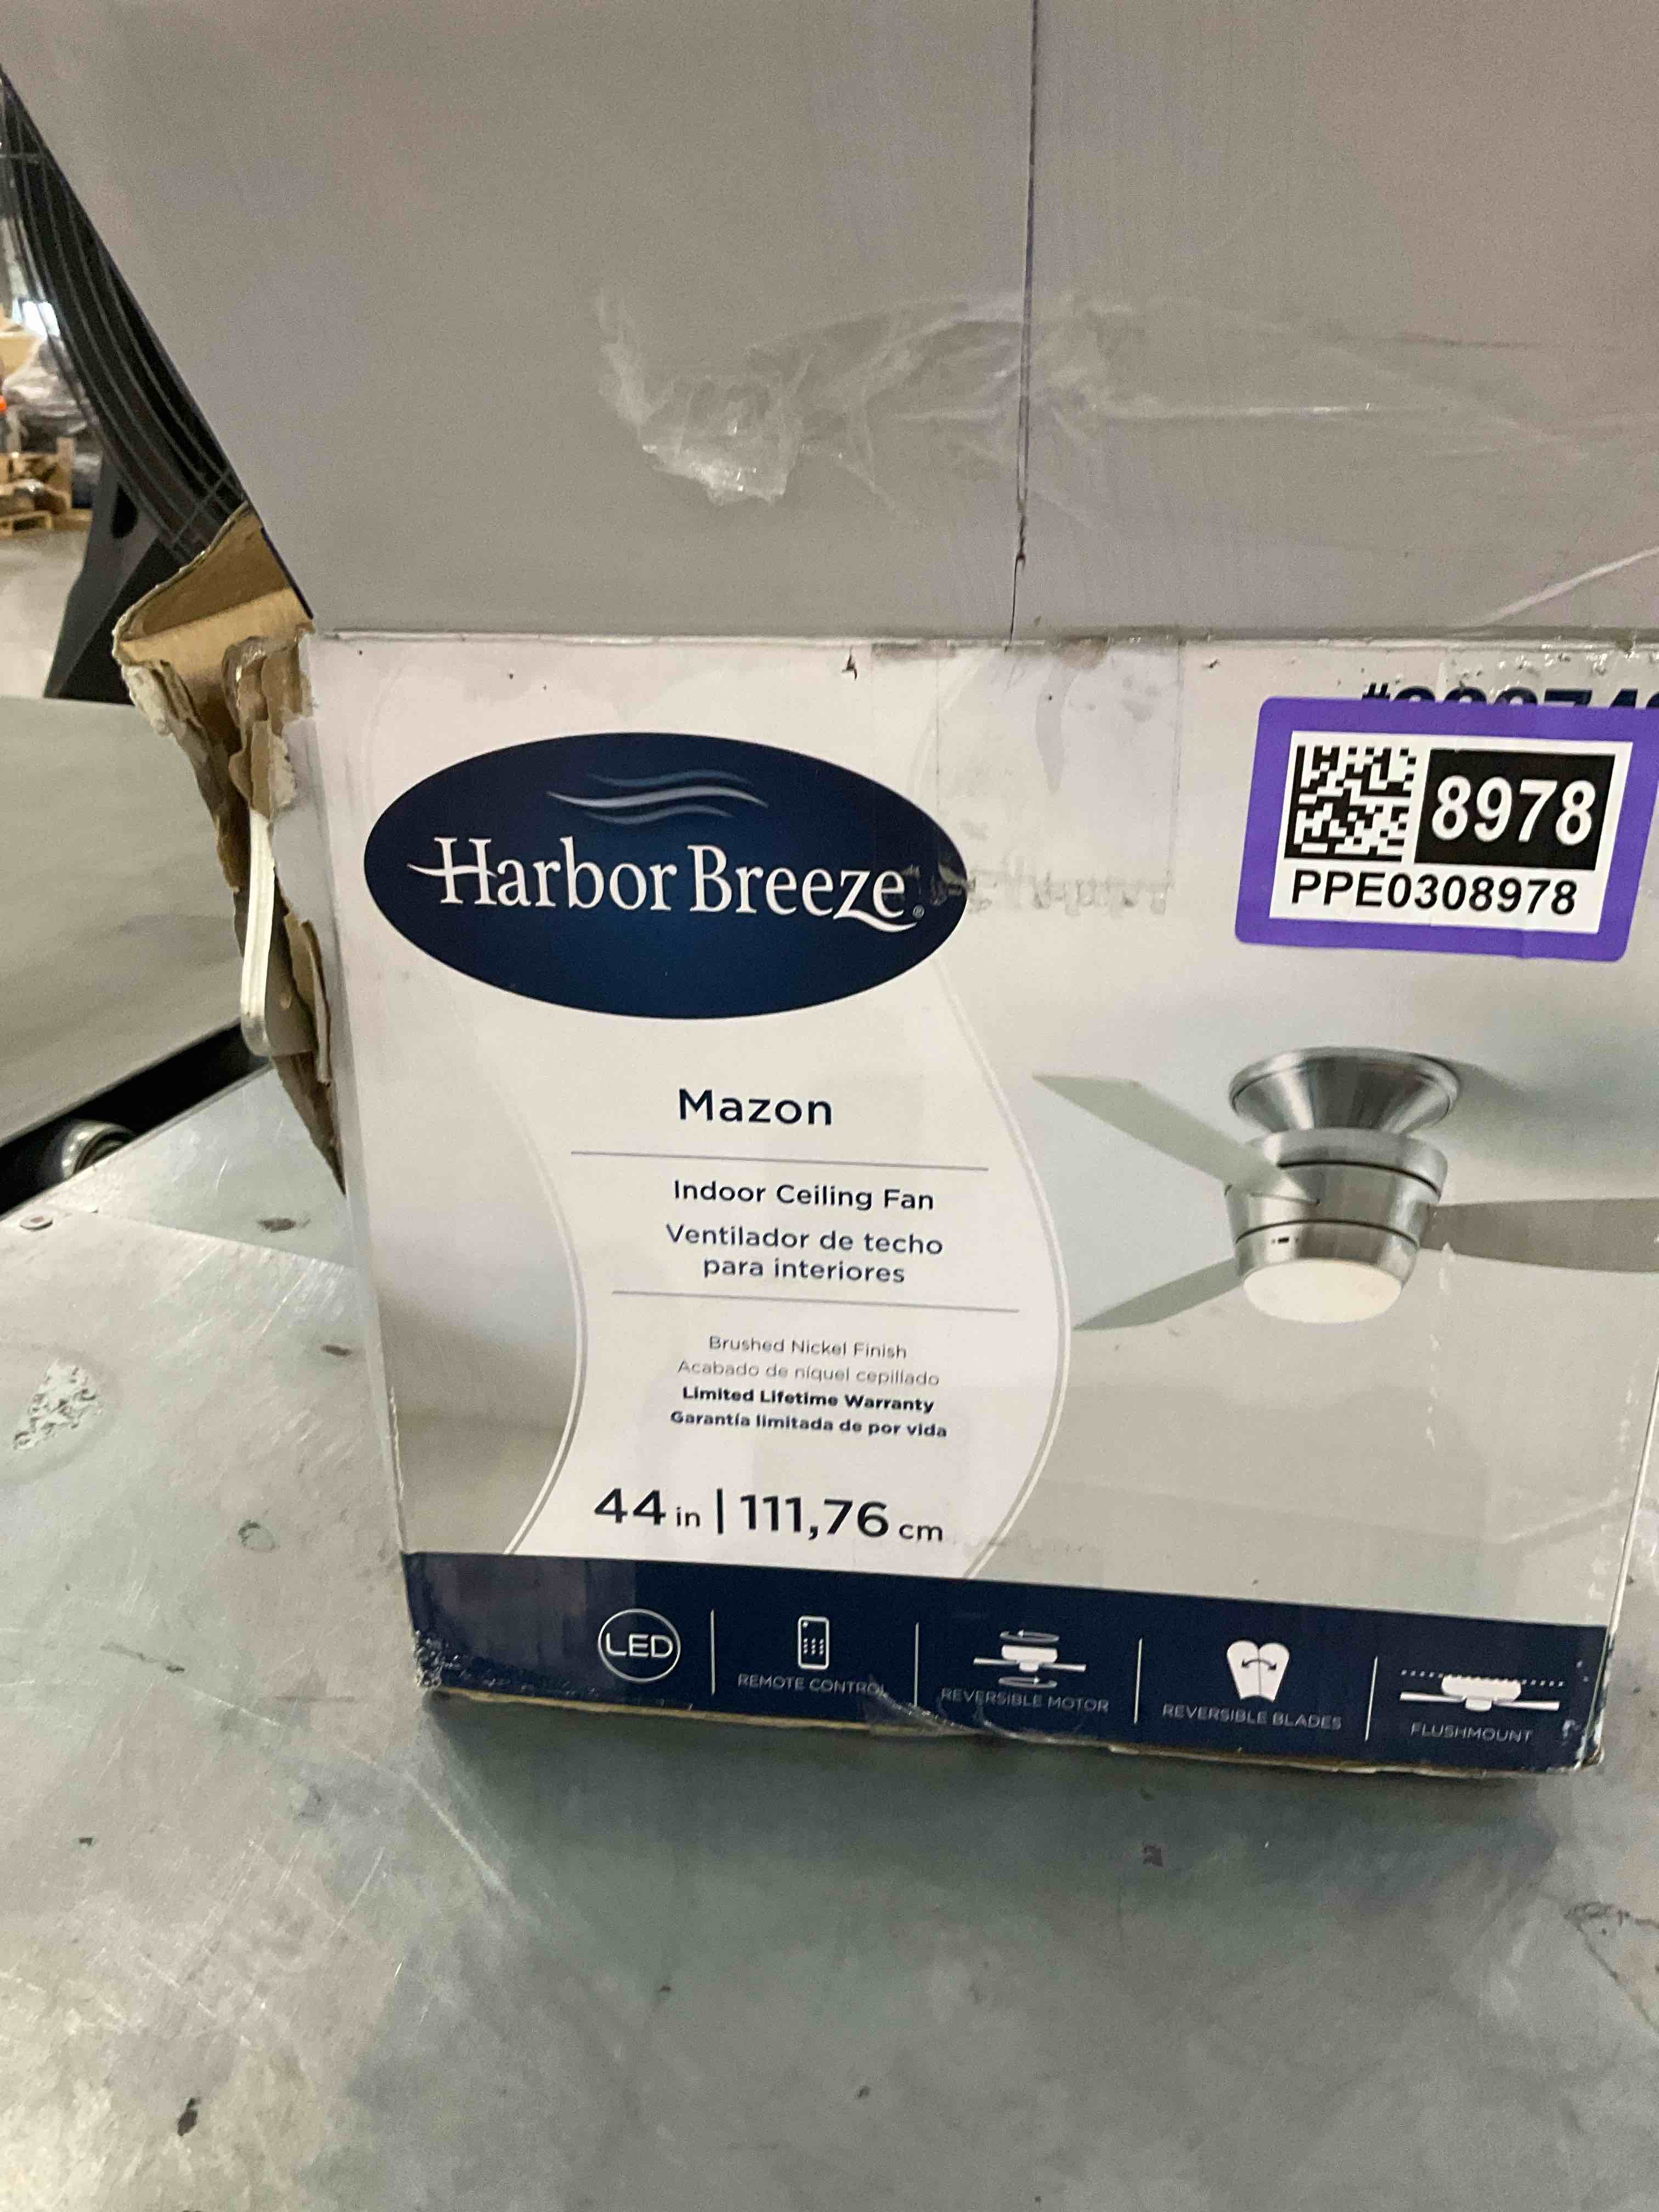 8978
PPE0308978
Harbor Breeze®
Mazon
Indoor Ceiling Fan
Ventilador de techo
para interiores
Brushed Nickel Finish
Acabado de níquel cepillado
Limited Lifetime Warranty
Garantía limitada de por vida
44 in | 111,76 cm
LED
REMOTE CONTROL
REVERSIBLE MOTOR
REVERSIBLE BLADES
FLUSHMOUNT